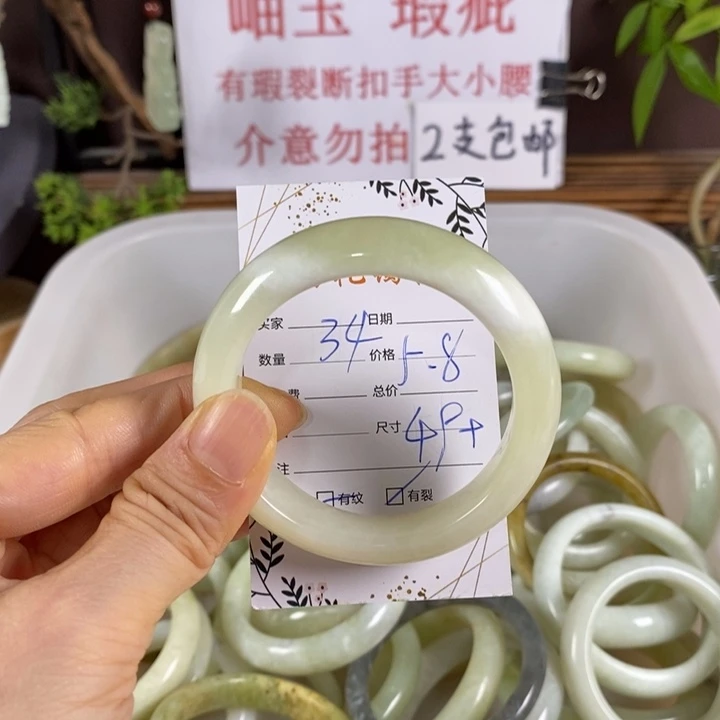 岫玉 瑕疵
有瑕裂断扣手大小腰
介意勿拍 2支包邮
买家 34 日期
数量 价格 5-8
费 总价
尺寸 49+
注
有纹 有裂